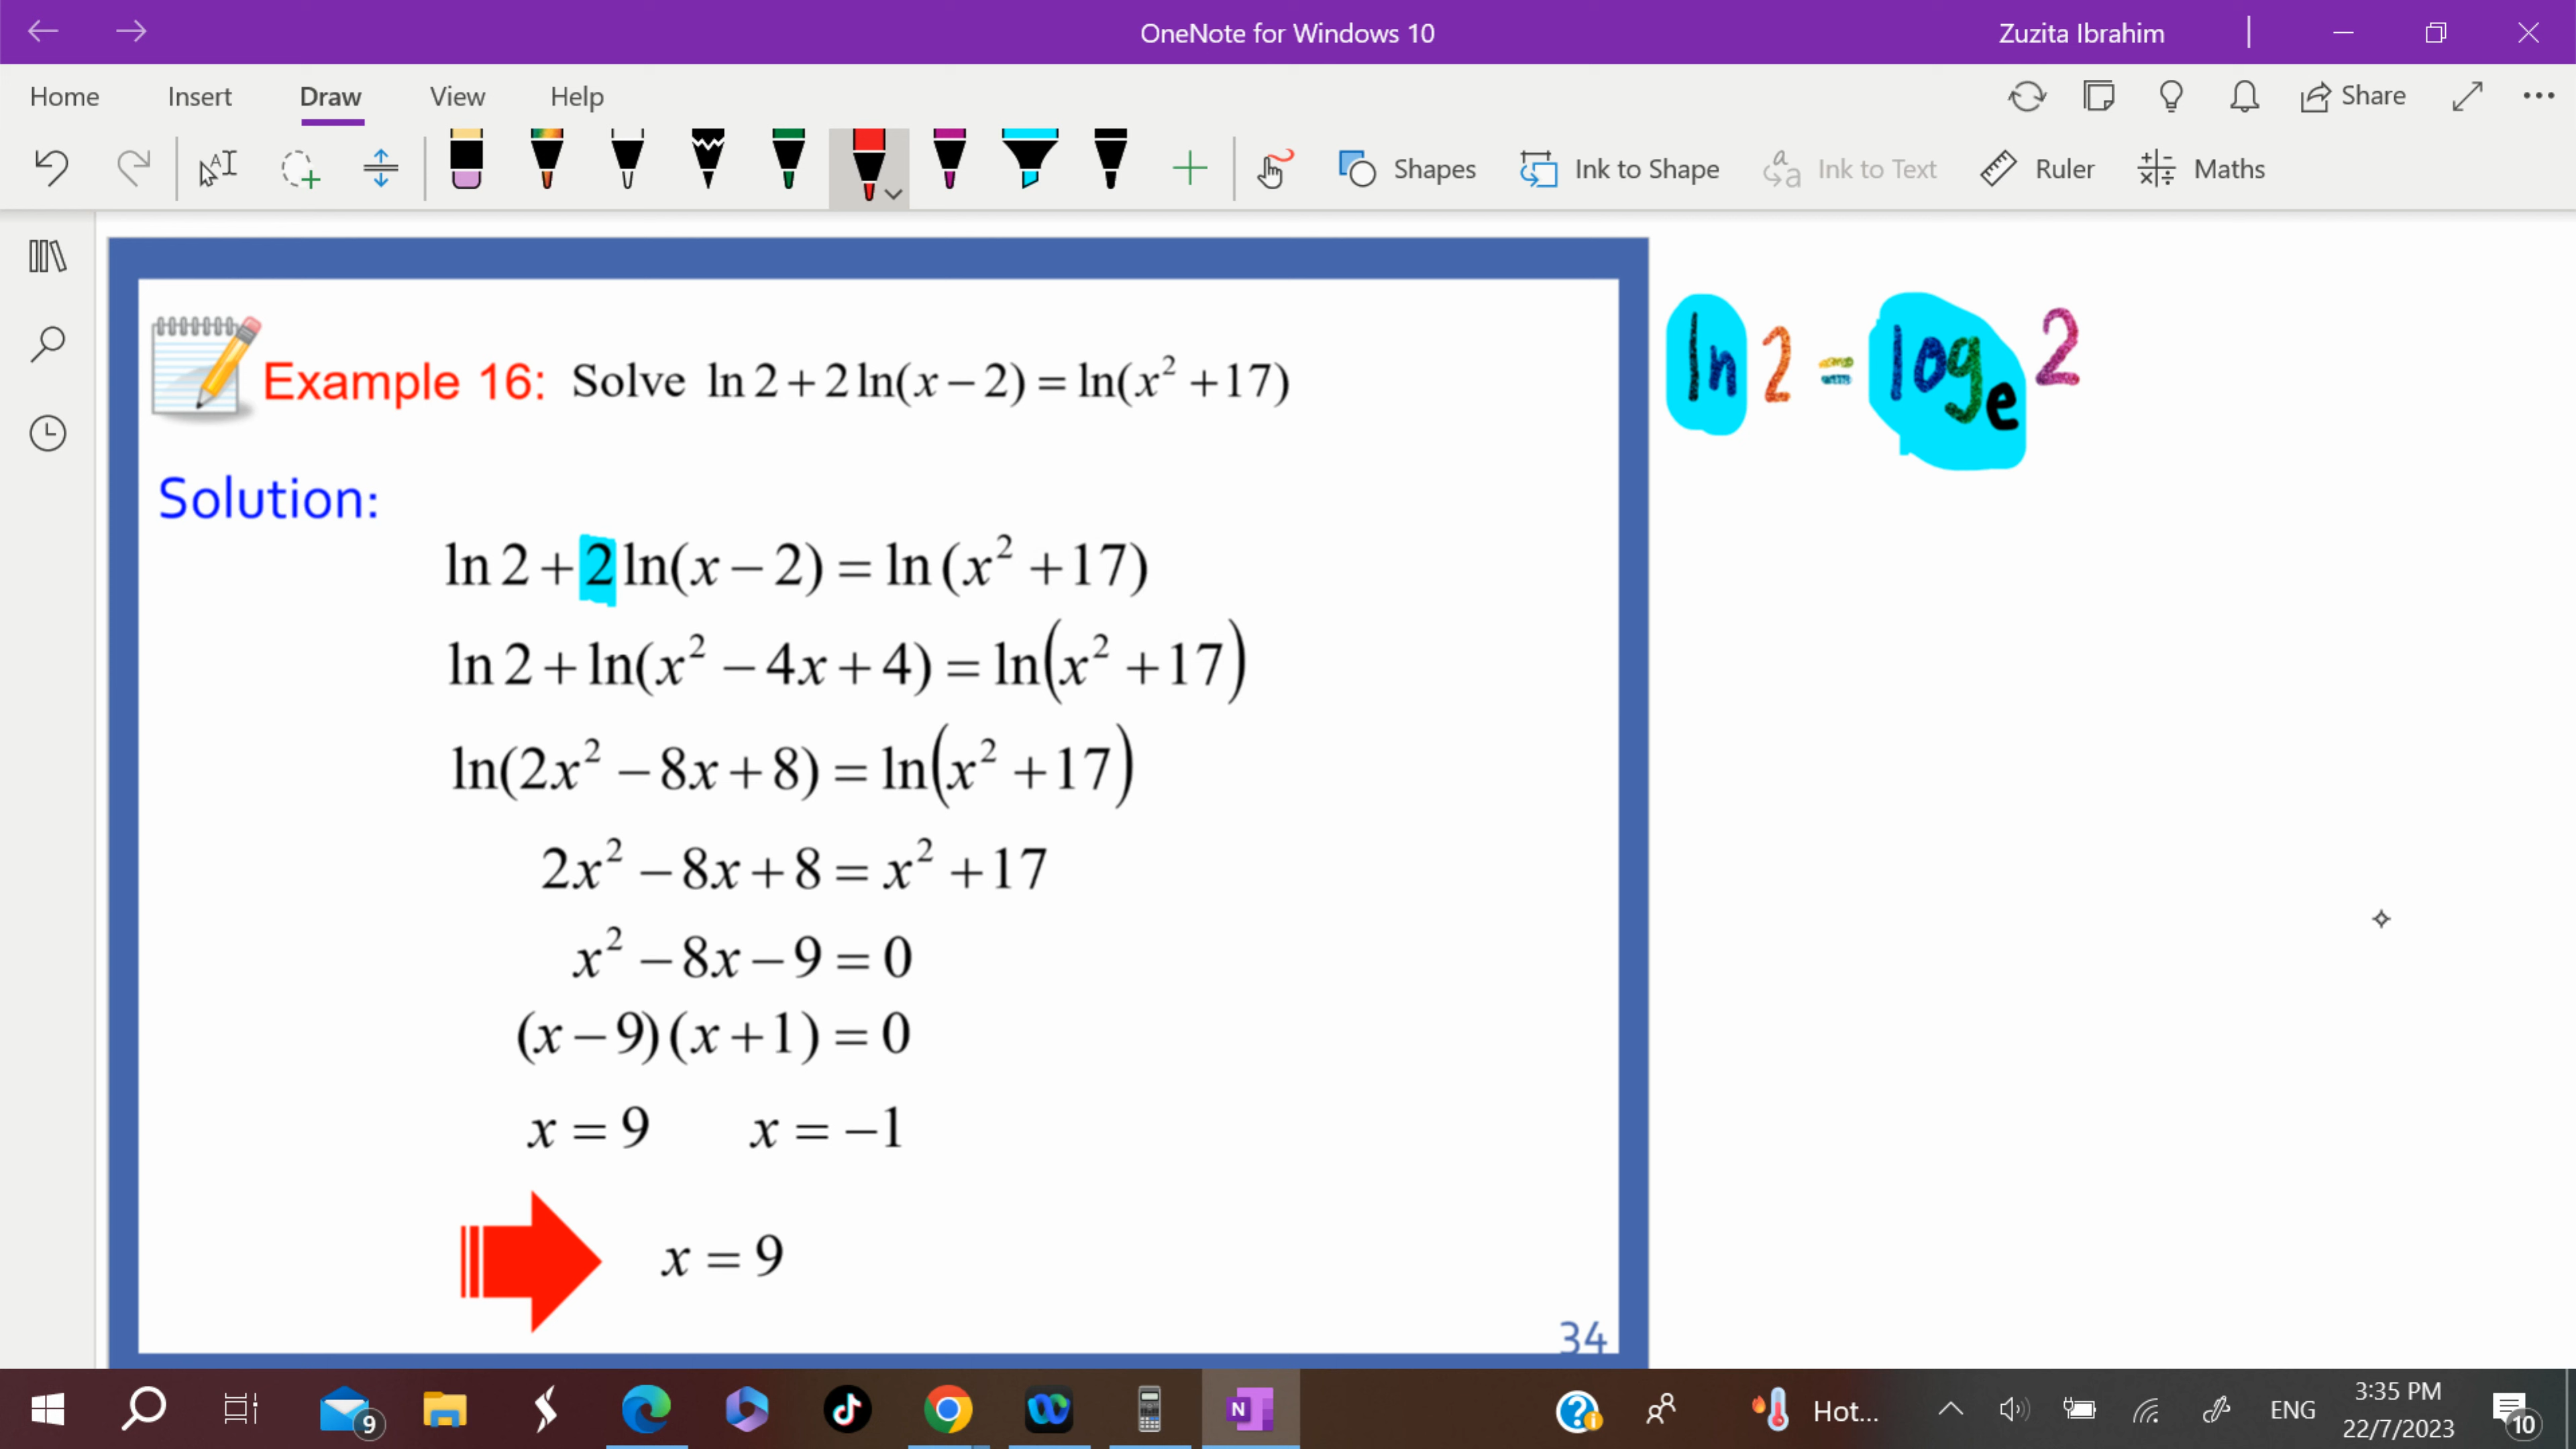 OneNote for Windows 10
Zuzita Ibrahim
Home Insert Draw View Help
Share
Shapes Ink to Shape Ink to Text Ruler Maths
Example 16: Solve ln 2 + 2 ln(x − 2) = ln(x² + 17)
ln 2 = logₑ 2
Solution:
ln 2 + 2 ln(x − 2) = ln (x² + 17)
ln 2 + ln(x² − 4x + 4) = ln(x² + 17)
ln(2x² − 8x + 8) = ln(x² + 17)
2x² − 8x + 8 = x² + 17
x² − 8x − 9 = 0
(x − 9)(x + 1) = 0
x = 9 x = −1
x = 9
34
9
N
Hot...
ENG
3:35 PM
22/7/2023
10